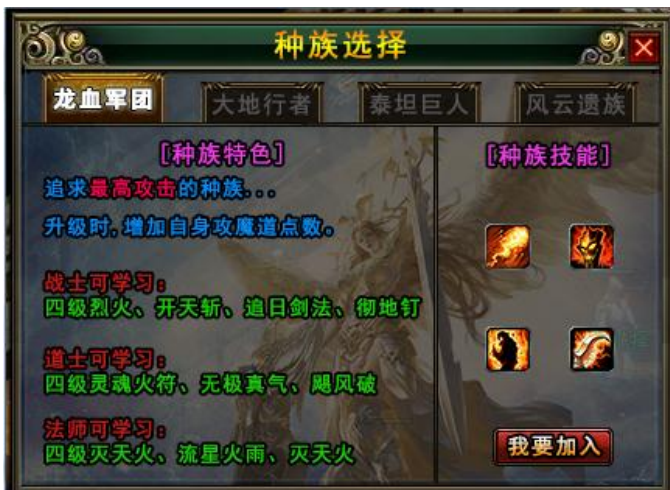 种族选择
龙血军团
大地行者
泰坦巨人
风云遗族
[种族特色]
追求最高攻击的种族...
升级时,增加自身攻魔道点数。
战士可学习:
四级烈火、开天斩、追日剑法、彻地钉
道士可学习:
四级灵魂火符、无极真气、飓风破
法师可学习:
四级灭天火、流星火雨、灭天火
[种族技能]
我要加入